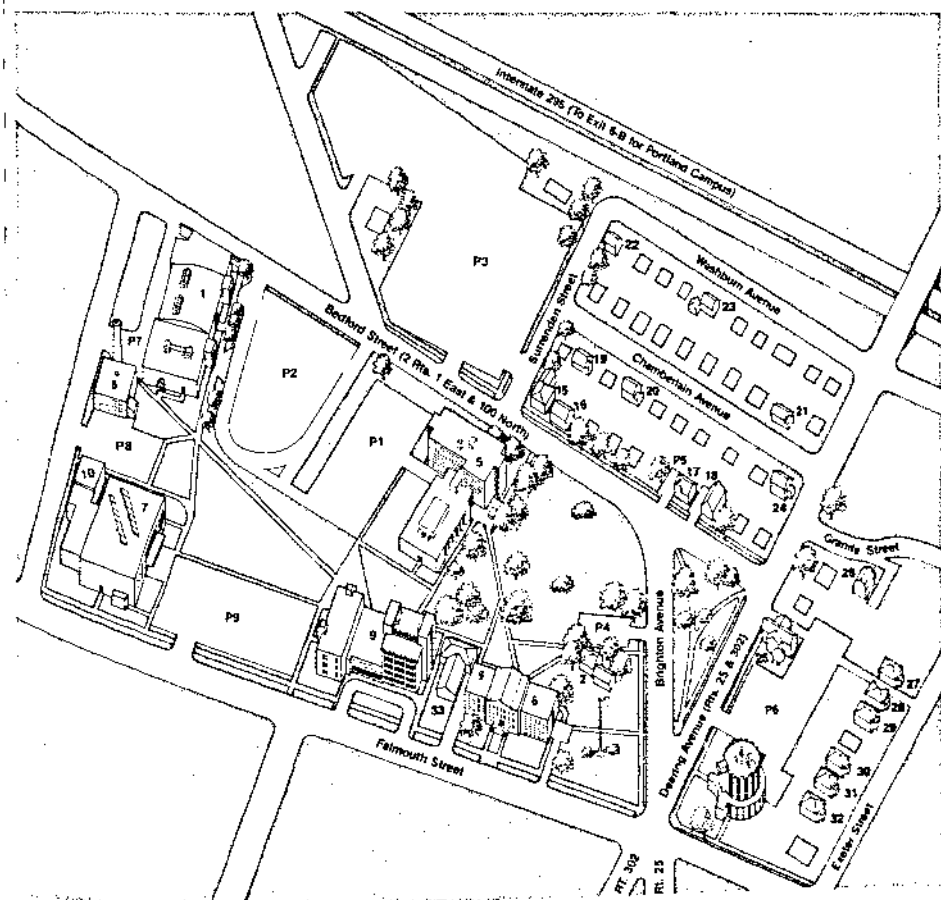 Interstate 295 (To Exit 6-B for Portland Campus)
22
Washburn Avenue
P3
23
1
Surrenden Street
Bedford Street (2 Rts. 1 East & 100 North)
P7
19
Chamberlain Avenue
P2
15
20
16
21
8
P1
P8
5
P5
17
18
10
24
7
Grante Street
26
P9
9
P4
Brighton Avenue
2
25
27
6
28
33
Deering Avenue (Rts. 25 & 302)
P6
29
3
Falmouth Street
30
31
32
Exeter Street
RT. 302
Rt. 25